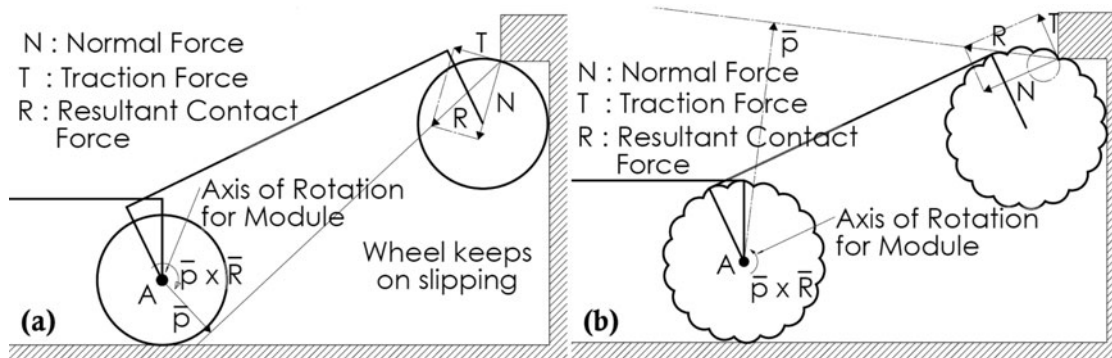 N : Normal Force
T : Traction Force
R : Resultant Contact
Force
T
N
R
Axis of Rotation
for Module
Wheel keeps
on slipping
A
p̅ x R̅
p̅
(a)
(b)
p̅
R
T
N
N : Normal Force
T : Traction Force
R : Resultant Contact
Force
Axis of Rotation
for Module
A
p̅ x R̅